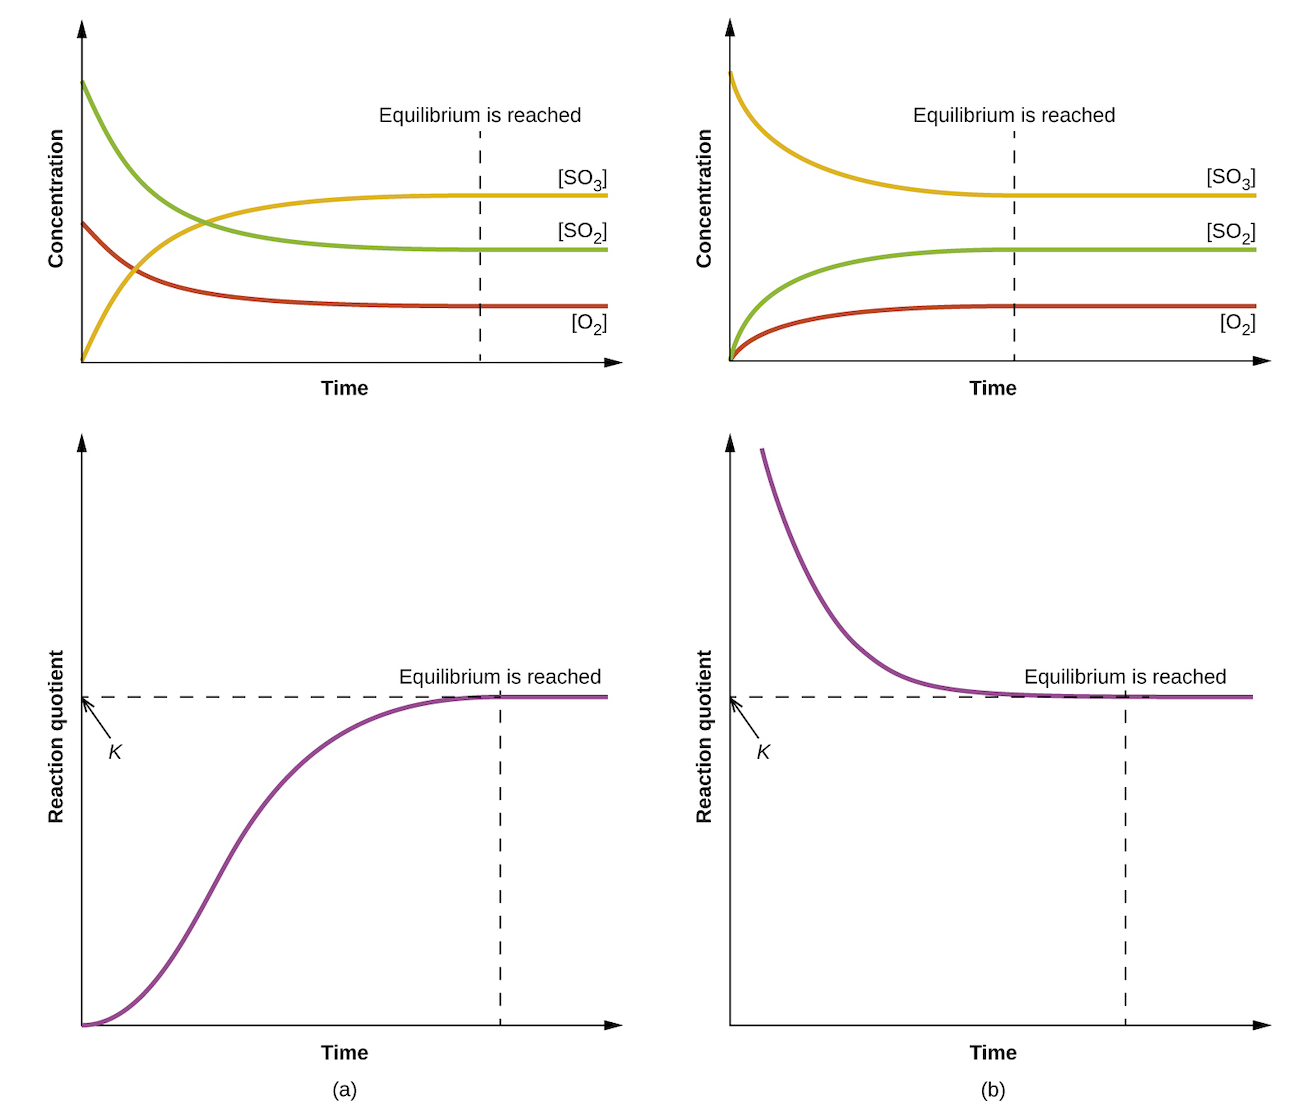 Concentration
Equilibrium is reached
[SO₃]
[SO₂]
[O₂]
Time
Concentration
Equilibrium is reached
[SO₃]
[SO₂]
[O₂]
Time
Reaction quotient
Equilibrium is reached
K
Time
(a)
Reaction quotient
Equilibrium is reached
K
Time
(b)